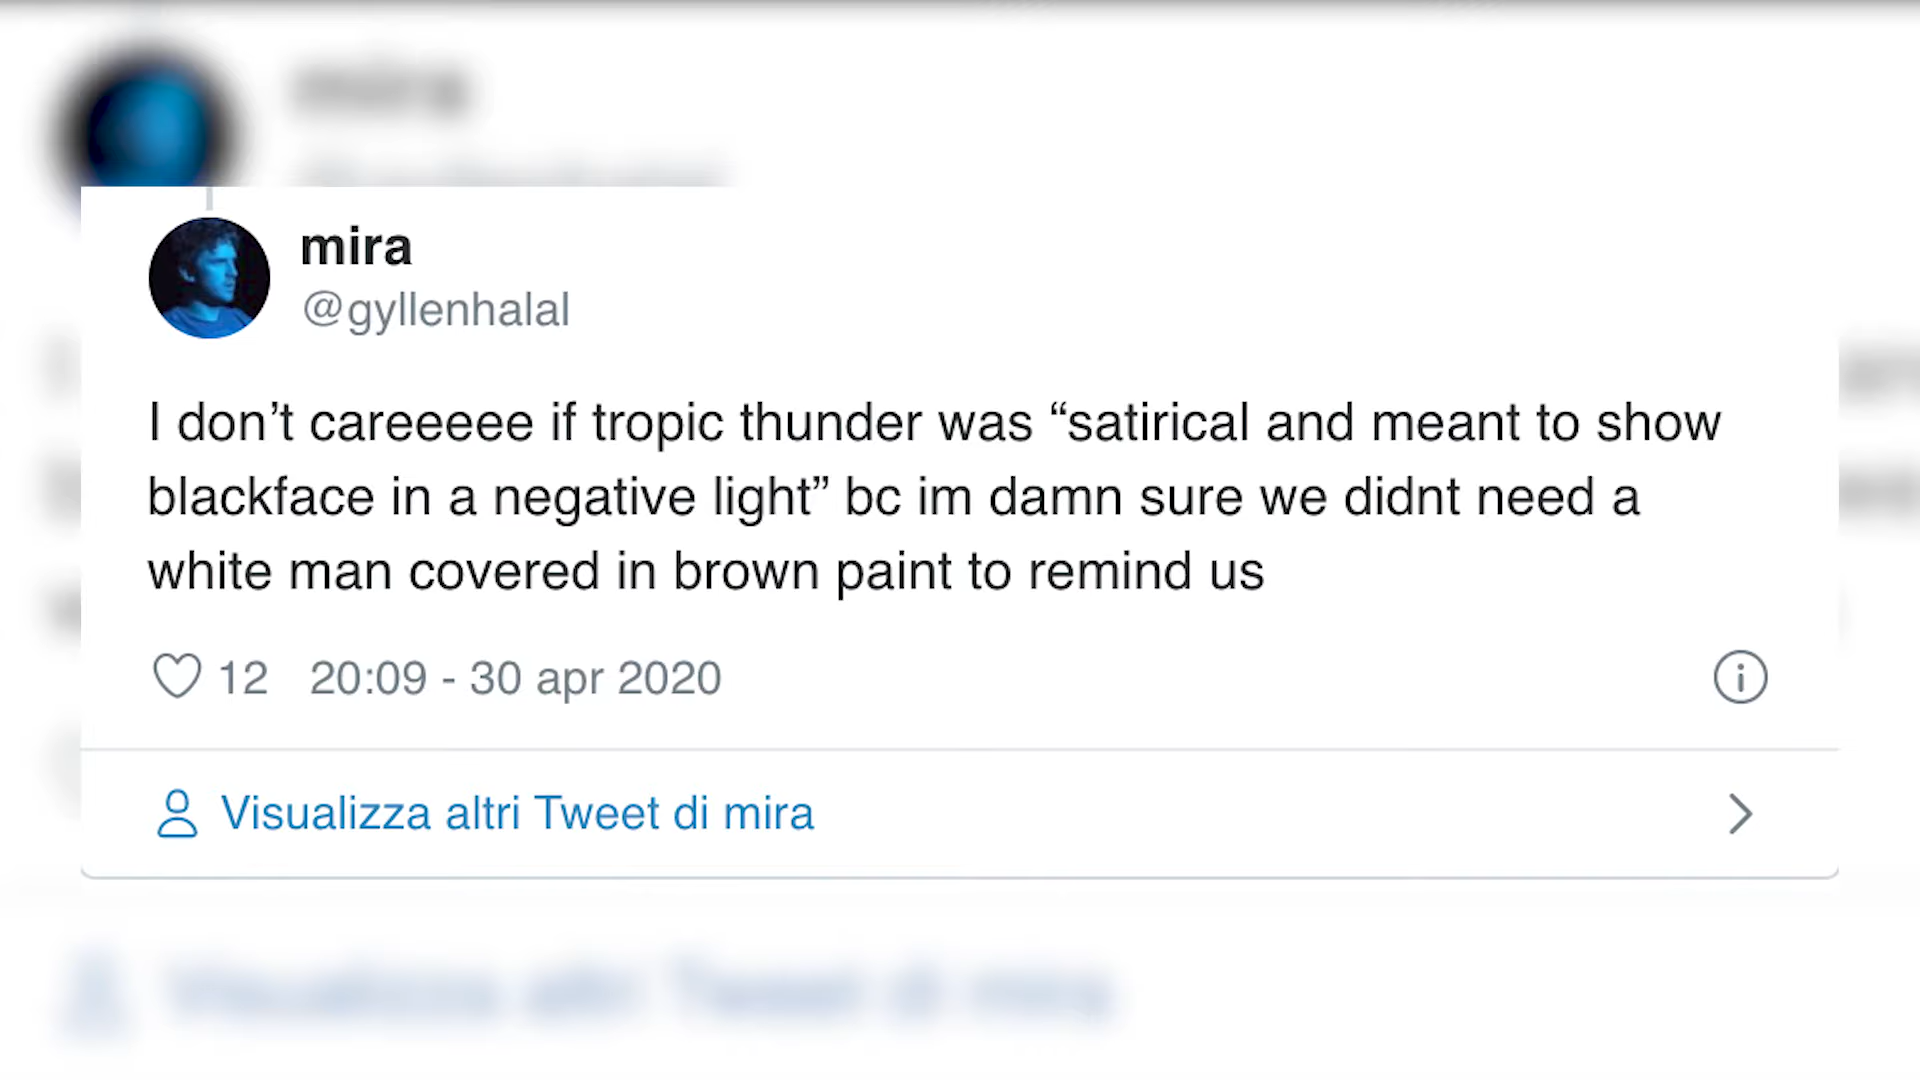 mira
@gyllenhalal
I don’t careeeee if tropic thunder was “satirical and meant to show
blackface in a negative light” bc im damn sure we didnt need a
white man covered in brown paint to remind us
12 20:09 - 30 apr 2020
Visualizza altri Tweet di mira